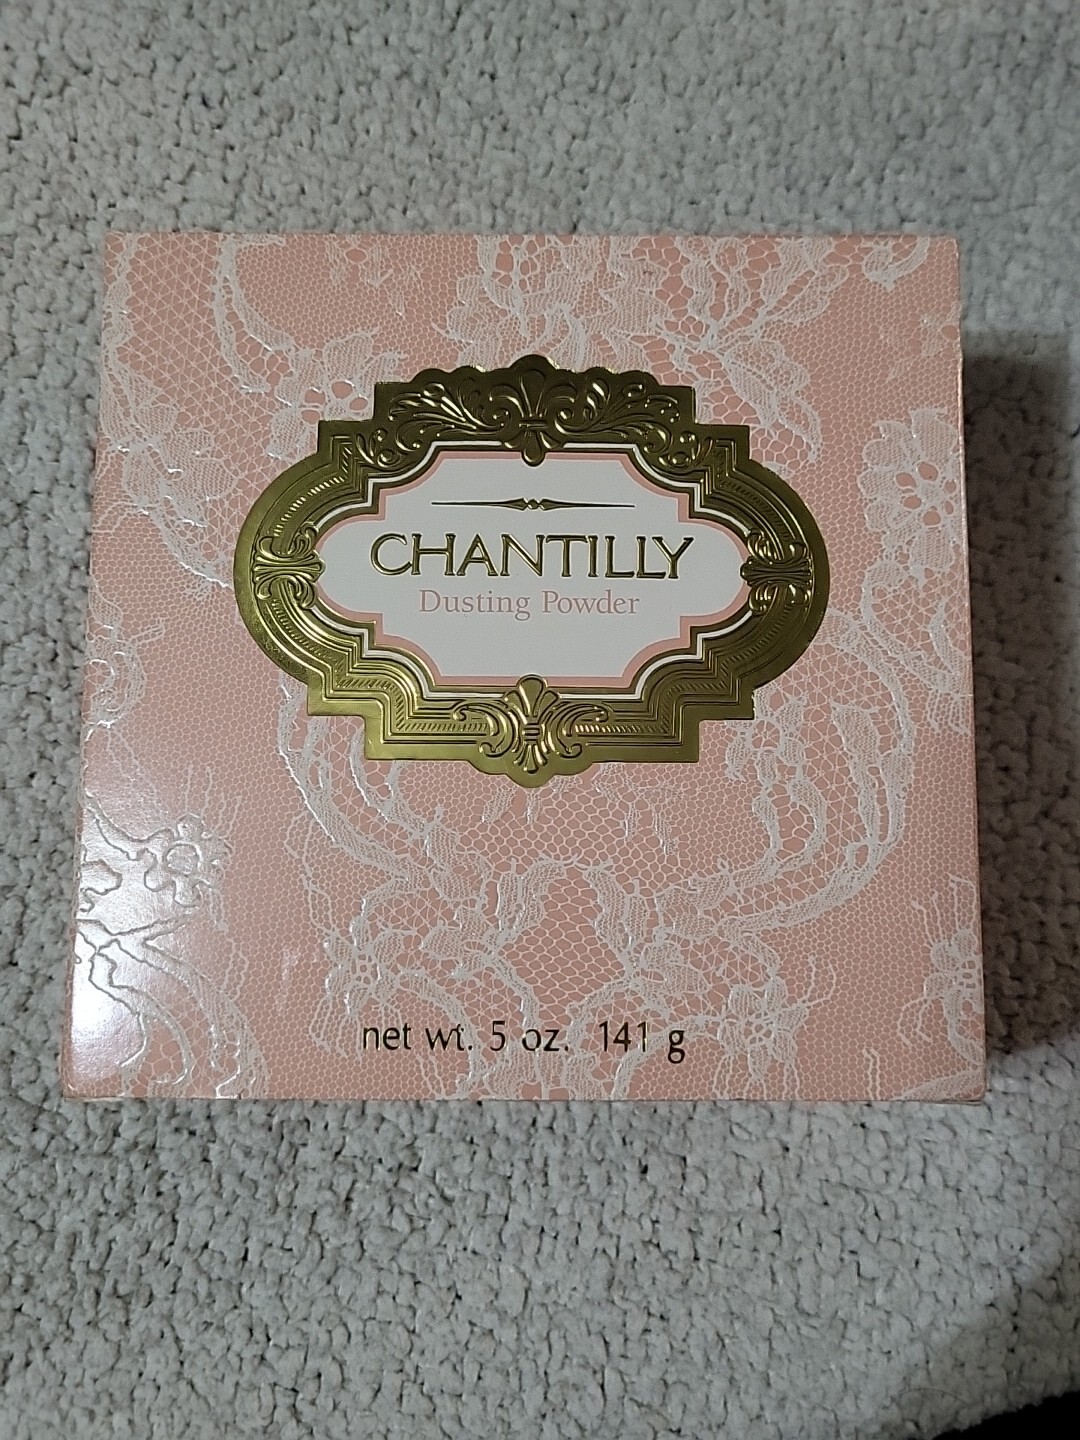 CHANTILLY
Dusting Powder
net wt. 5 oz. 141 g